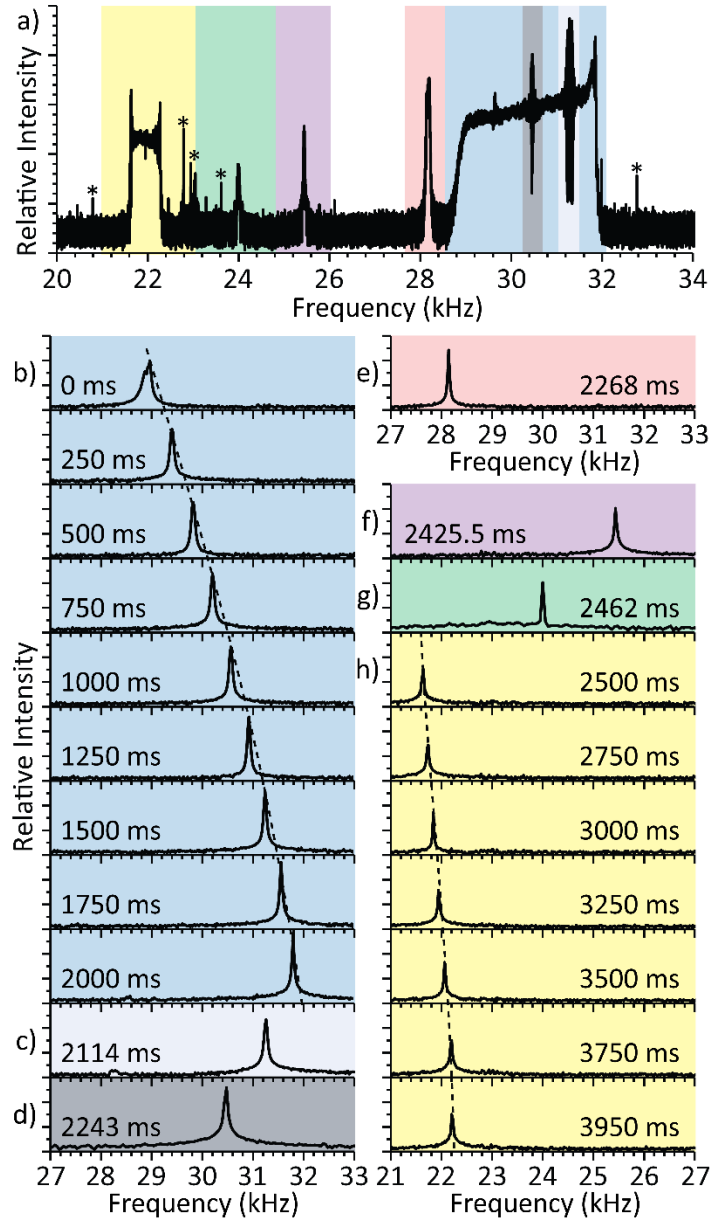 a)
Relative Intensity
* * * * *
20 22 24 26 28 30 32 34
Frequency (kHz)
b)
0 ms
250 ms
500 ms
750 ms
1000 ms
1250 ms
1500 ms
1750 ms
2000 ms
c)
2114 ms
d)
2243 ms
Relative Intensity
27 28 29 30 31 32 33
Frequency (kHz)
e)
2268 ms
27 28 29 30 31 32 33
Frequency (kHz)
f)
2425.5 ms
g)
2462 ms
h)
2500 ms
2750 ms
3000 ms
3250 ms
3500 ms
3750 ms
3950 ms
21 22 23 24 25 26 27
Frequency (kHz)